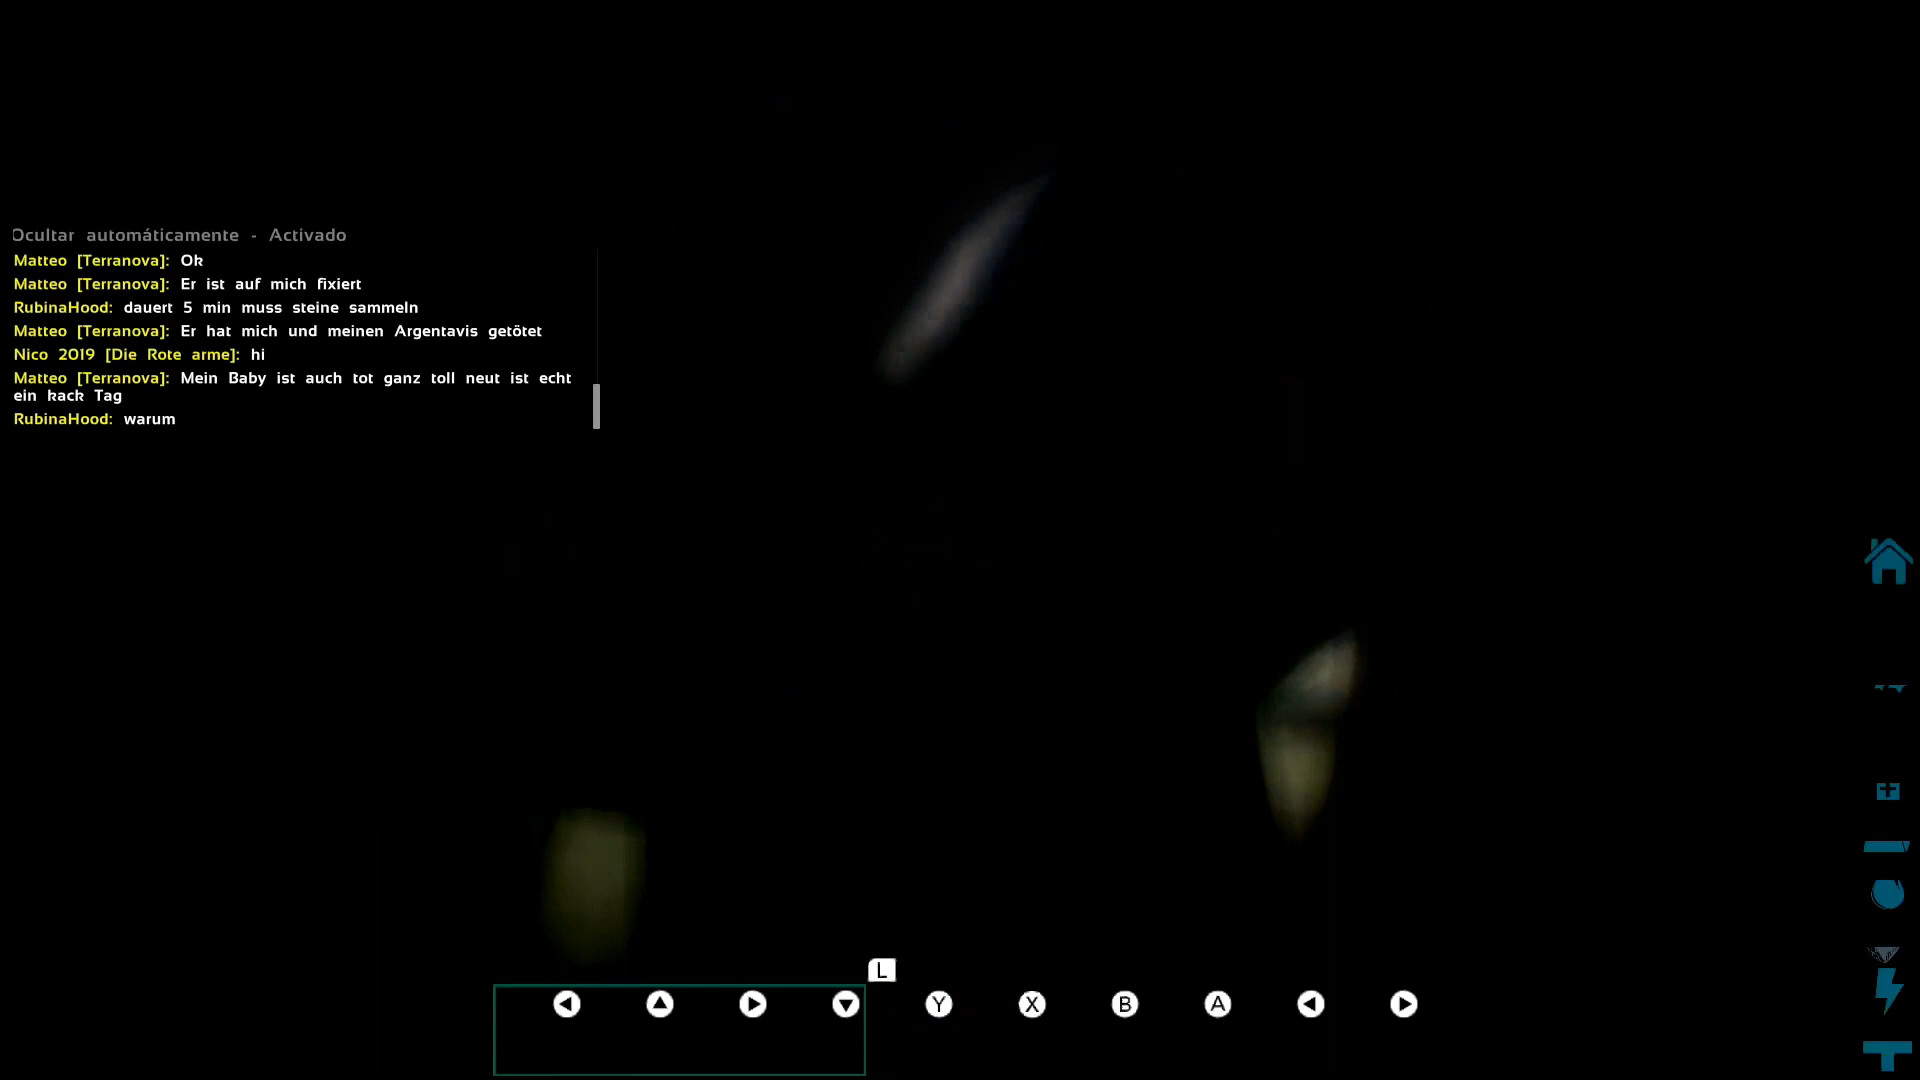 Ocultar automáticamente - Activado
Matteo [Terranova]: Ok
Matteo [Terranova]: Er ist auf mich fixiert
RubinaHood: dauert 5 min muss steine sammeln
Matteo [Terranova]: Er hat mich und meinen Argentavis getötet
Nico 2019 [Die Rote arme]: hi
Matteo [Terranova]: Mein Baby ist auch tot ganz toll neut ist echt
ein kack Tag
RubinaHood: warum
L
Y X B A